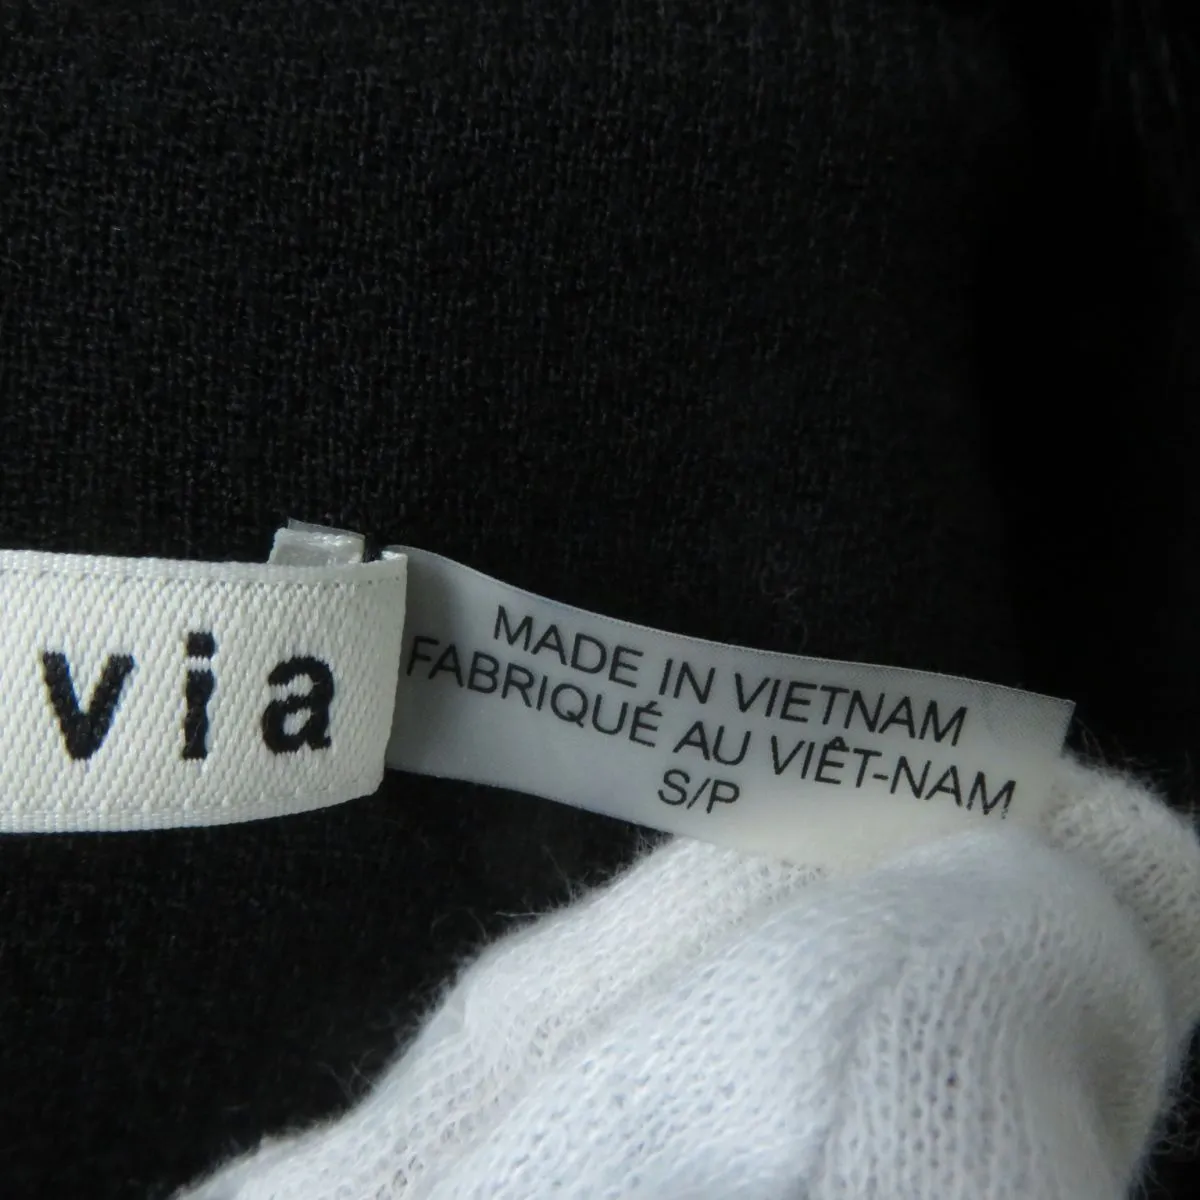 via
MADE IN VIETNAM
FABRIQUÉ AU VIÊT-NAM
S/P